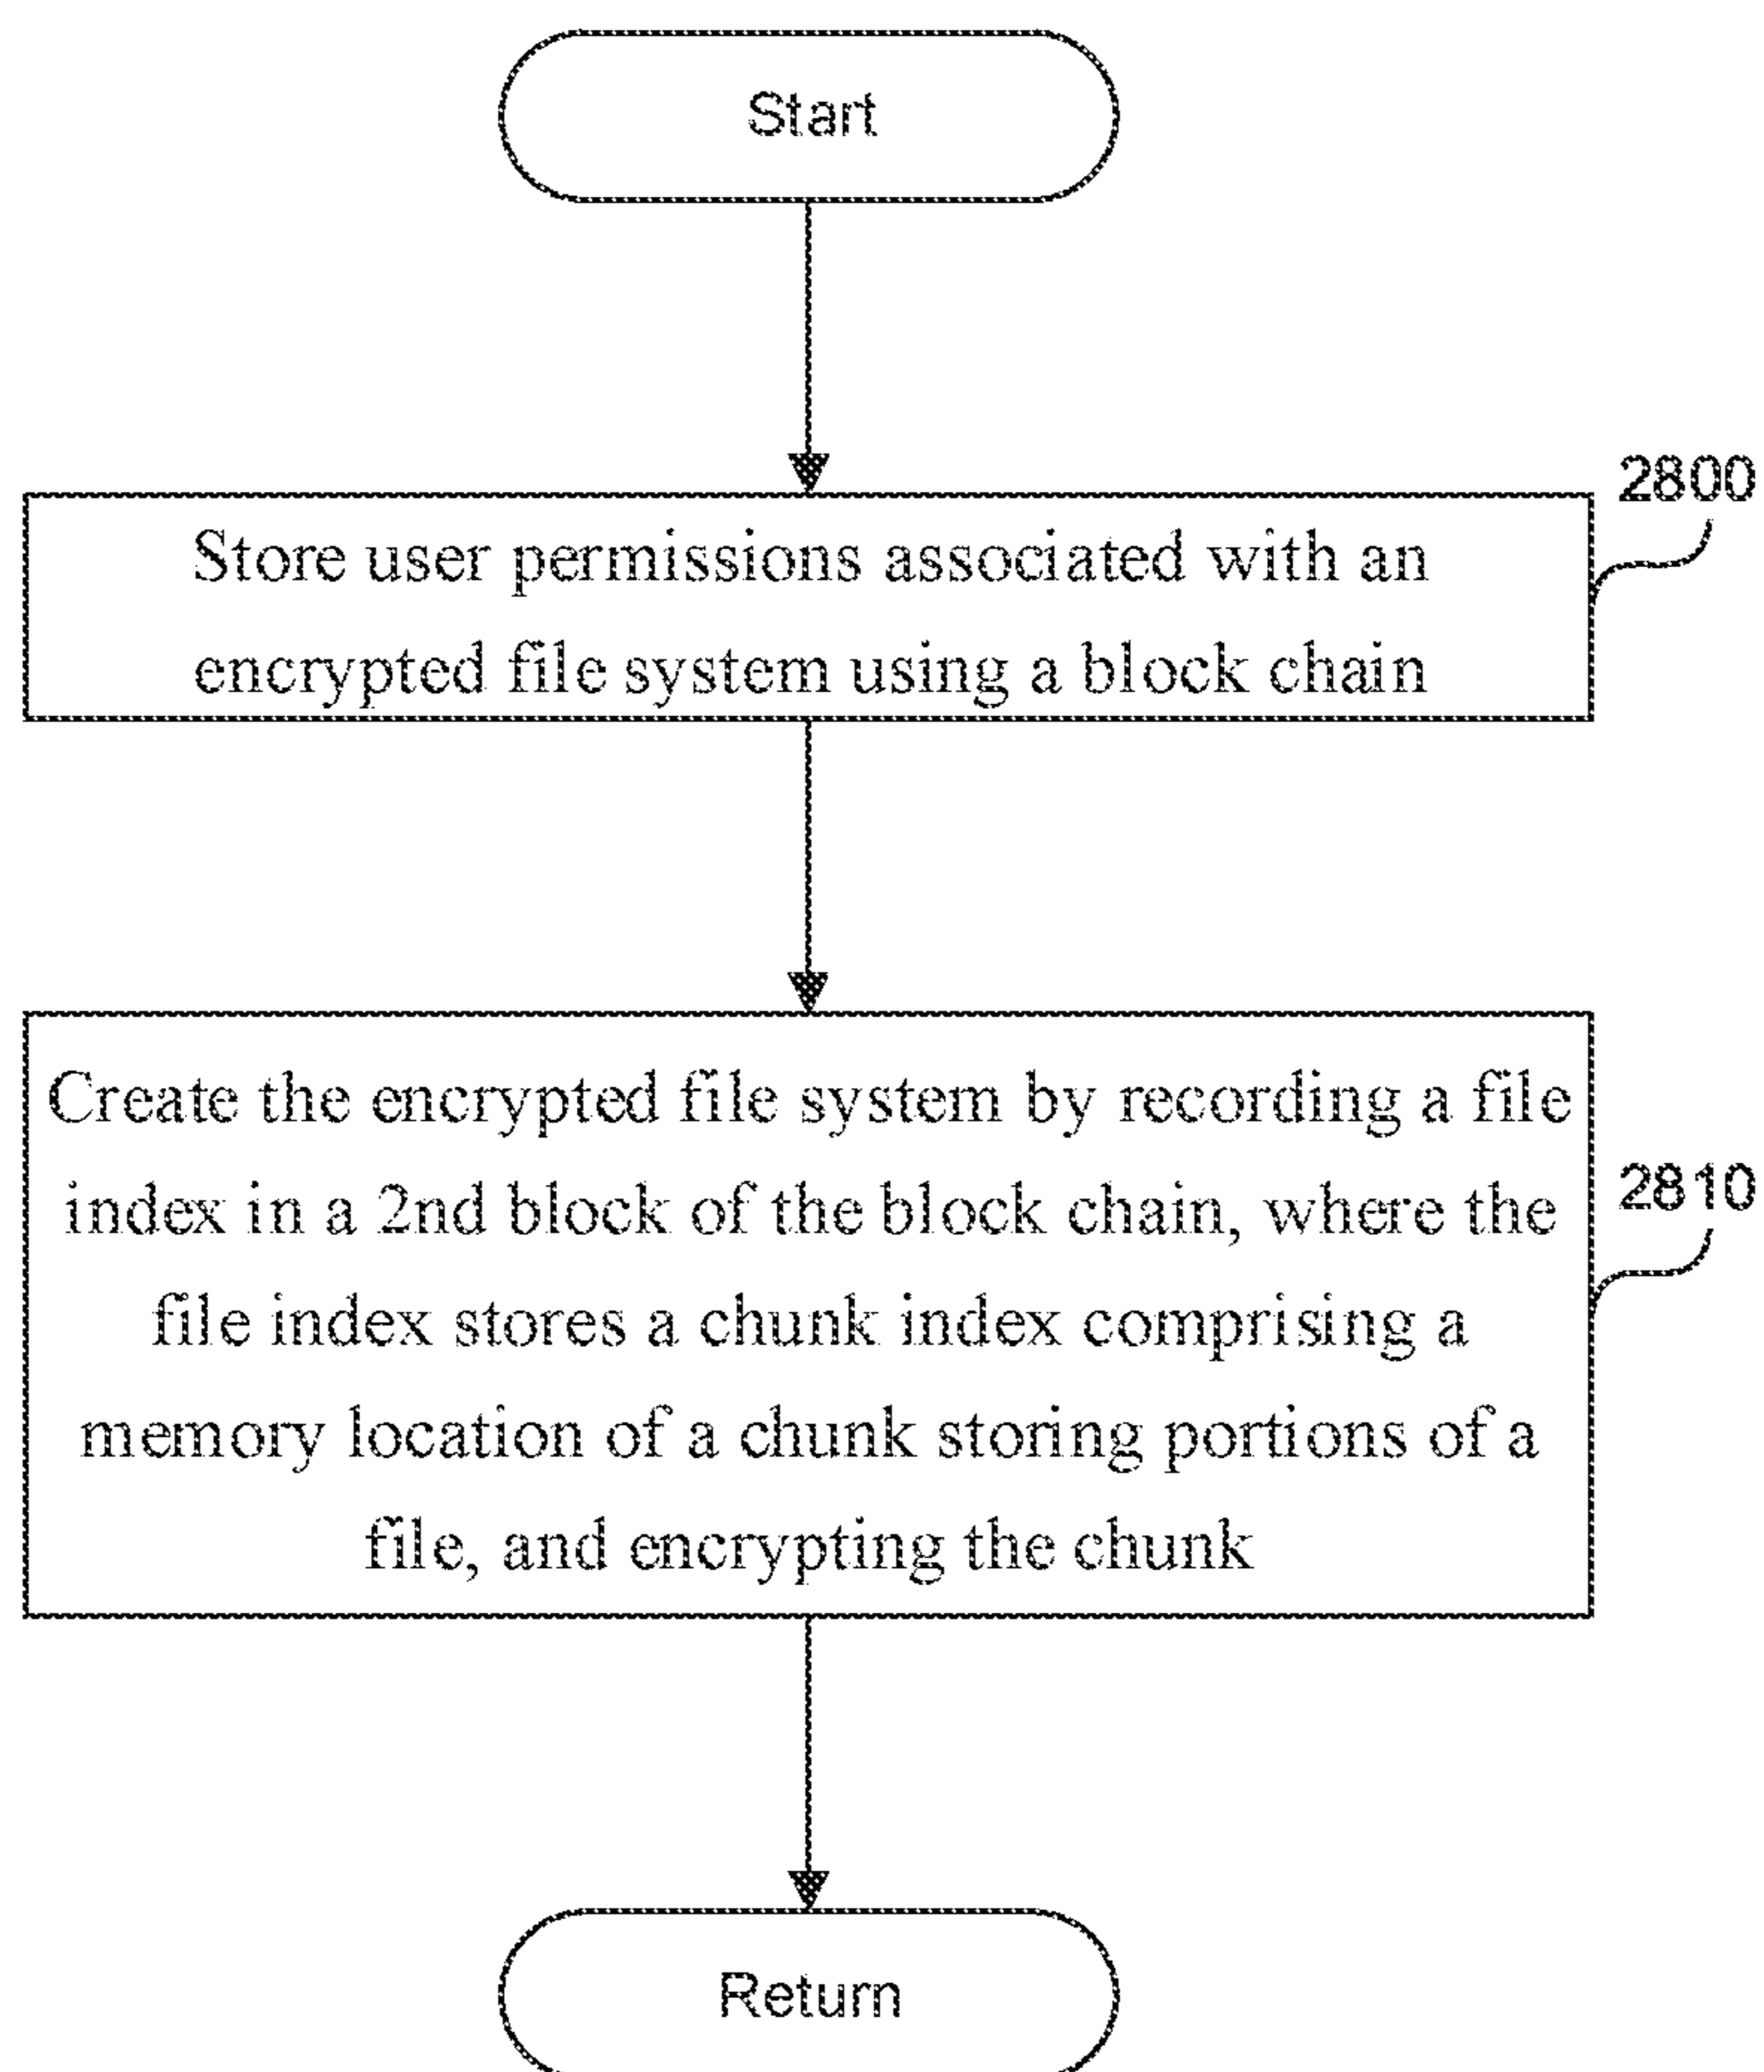 Start
2800
Store user permissions associated with an
encrypted file system using a block chain
Create the encrypted file system by recording a file
index in a 2nd block of the block chain, where the
2810
file index stores a chunk index comprising a
memory location of a chunk storing portions of a
file, and encrypting the chunk
Return